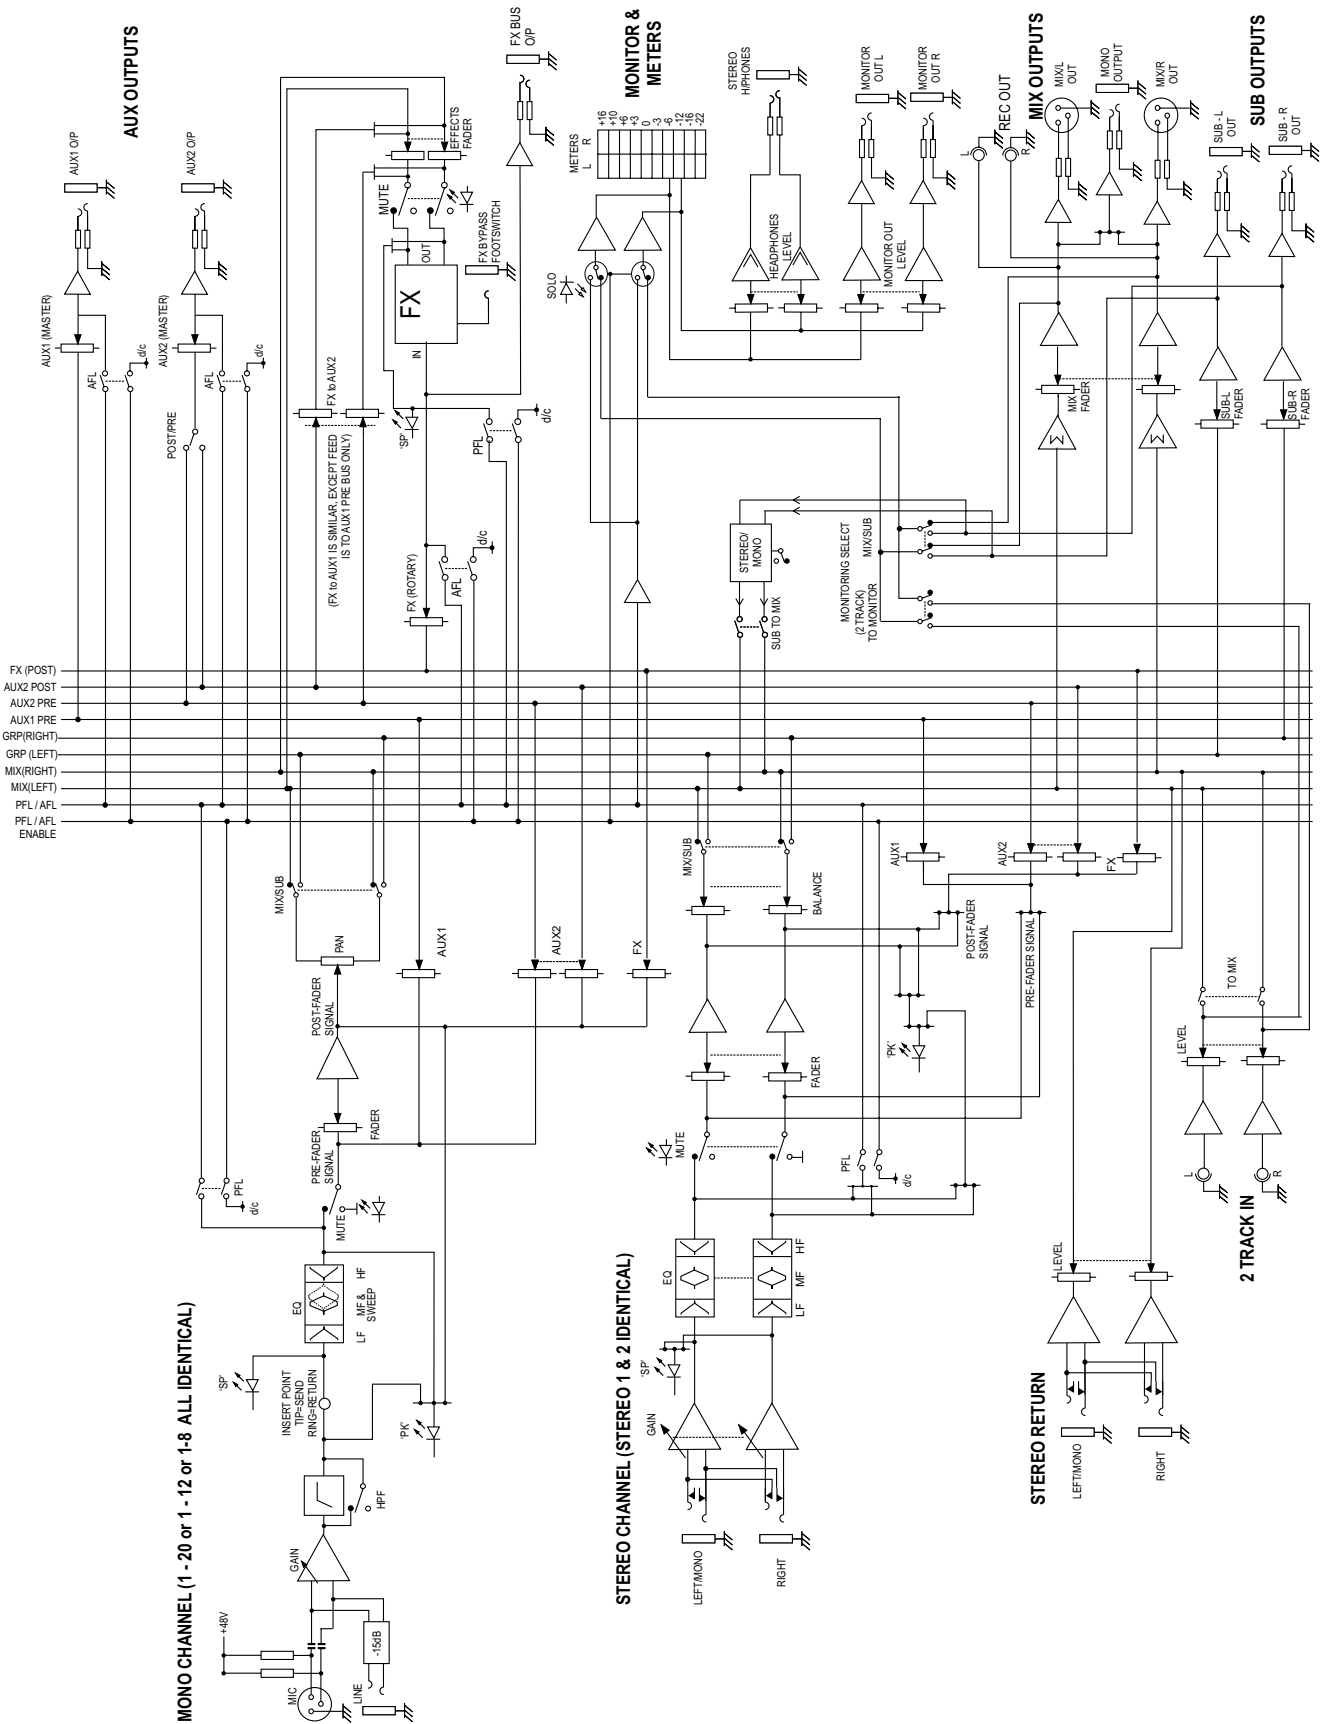 AUX OUTPUTS
AUX1 O/P
AUX2 O/P
AUX1 (MASTER)
AUX2 (MASTER)
AFL
d/c
POST/PRE
AFL
d/c
FX BUS
O/P
EFFECTS
FADER
MUTE
OUT
FX
IN
FX BYPASS
FOOTSWITCH
FX to AUX2
(FX to AUX1 IS SIMILAR, EXCEPT FEED
IS TO AUX1 PRE BUS ONLY)
'SP'
PFL
d/c
FX (ROTARY)
AFL
d/c
MONITOR &
METERS
METERS
L R
+16
+10
+6
+3
0
-3
-6
-12
-16
-22
SOLO
STEREO
H/PHONES
HEADPHONES
LEVEL
MONITOR
OUT L
MONITOR
OUT R
MONITOR OUT
LEVEL
MIX OUTPUTS
REC OUT
L
R
MIX/L
OUT
MONO
OUTPUT
MIX/R
OUT
MIX
FADER
Σ
Σ
SUB OUTPUTS
SUB - L
OUT
SUB - R
OUT
SUB-L
FADER
SUB-R
FADER
STEREO/
MONO
SUB TO MIX
MONITORING SELECT
(2 TRACK)
TO MONITOR
MIX/SUB
FX (POST)
AUX2 POST
AUX2 PRE
AUX1 PRE
GRP(RIGHT)
GRP (LEFT)
MIX(RIGHT)
MIX(LEFT)
PFL / AFL
PFL / AFL
ENABLE
MONO CHANNEL (1 - 20 or 1 - 12 or 1-8 ALL IDENTICAL)
+48V
MIC
LINE
-15dB
GAIN
HPF
INSERT POINT
TIP=SEND
RING=RETURN
'SP'
'PK'
EQ
LF
MF &
SWEEP
HF
MUTE
PFL
d/c
PRE-FADER
SIGNAL
FADER
POST-FADER
SIGNAL
PAN
MIX/SUB
AUX1
AUX2
FX
STEREO CHANNEL (STEREO 1 & 2 IDENTICAL)
LEFT/MONO
RIGHT
GAIN
'SP'
EQ
LF
MF
HF
MUTE
PFL
d/c
FADER
'PK'
BALANCE
MIX/SUB
POST-FADER
SIGNAL
PRE-FADER SIGNAL
AUX1
AUX2
FX
STEREO RETURN
LEFT/MONO
RIGHT
LEVEL
2 TRACK IN
L
R
LEVEL
TO MIX